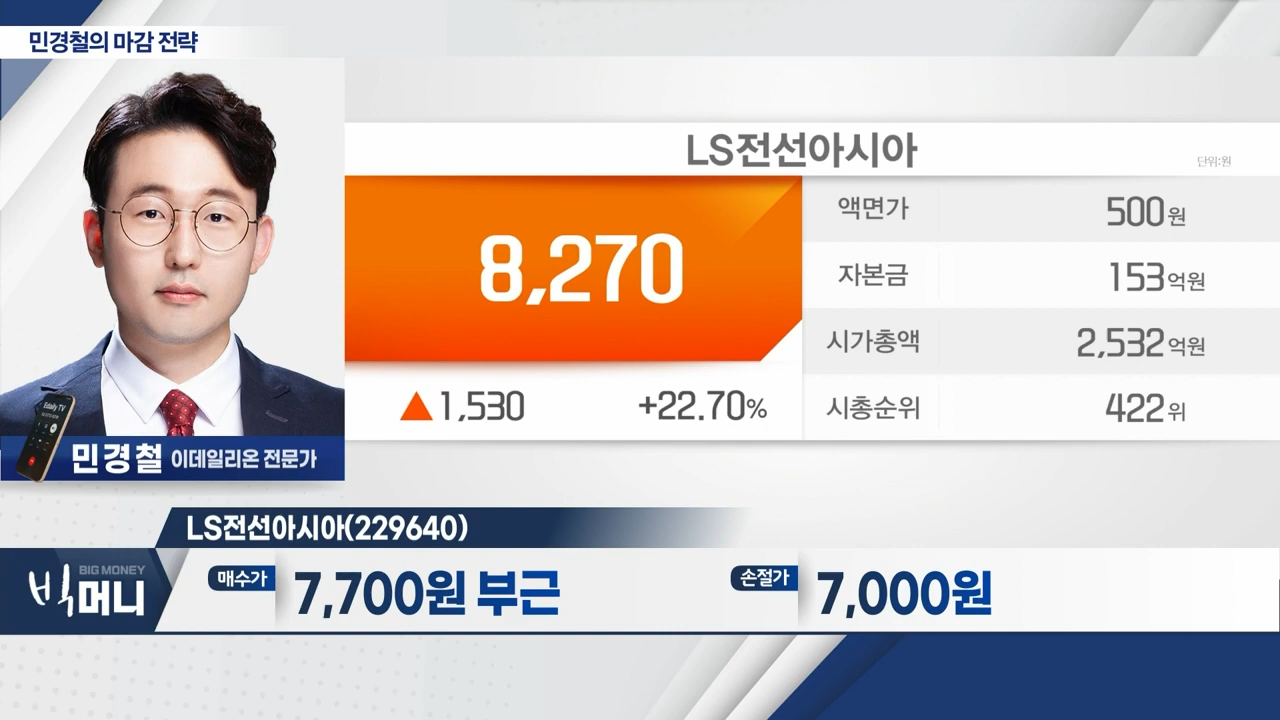 민경철의 마감 전략
LS전선아시아
단위:원
8,270
▲1,530 +22.70%
액면가 500원
자본금 153억원
시가총액 2,532억원
시총순위 422위
Edaily TV
민경철 이데일리온 전문가
LS전선아시아(229640)
BIG MONEY
빅머니
매수가 7,700원 부근
손절가 7,000원